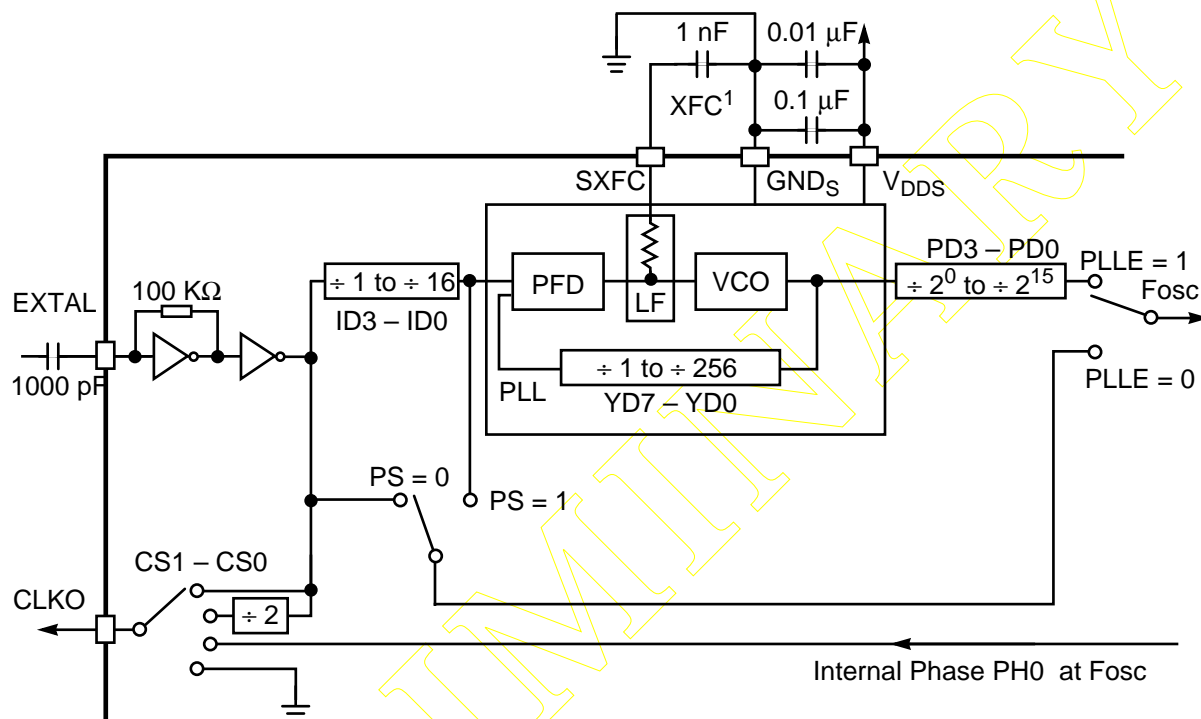 1 nF
0.01 µF
XFC¹
0.1 µF
SXFC
GND_S
V_DDS
EXTAL
100 KΩ
÷ 1 to ÷ 16
ID3 – ID0
PFD
LF
VCO
PD3 – PD0
÷ 2⁰ to ÷ 2¹⁵
PLLE = 1
Fosc
1000 pF
÷ 1 to ÷ 256
PLL
YD7 – YD0
PLLE = 0
PS = 0
PS = 1
CS1 – CS0
CLKO
÷ 2
Internal Phase PH0 at Fosc
IMINARY